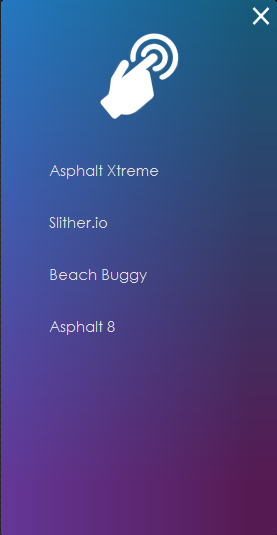 Asphalt Xtreme
Slither.io
Beach Buggy
Asphalt 8